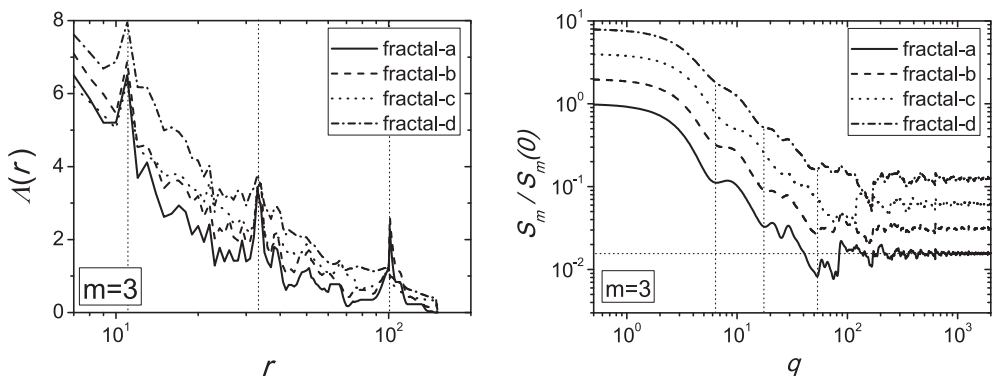 8
6
4
2
0
Λ(r)
fractal-a
fractal-b
fractal-c
fractal-d
m=3
10¹
10²
r
10¹
10⁰
10⁻¹
10⁻²
S_m / S_m(0)
fractal-a
fractal-b
fractal-c
fractal-d
m=3
10⁰
10¹
10²
10³
q